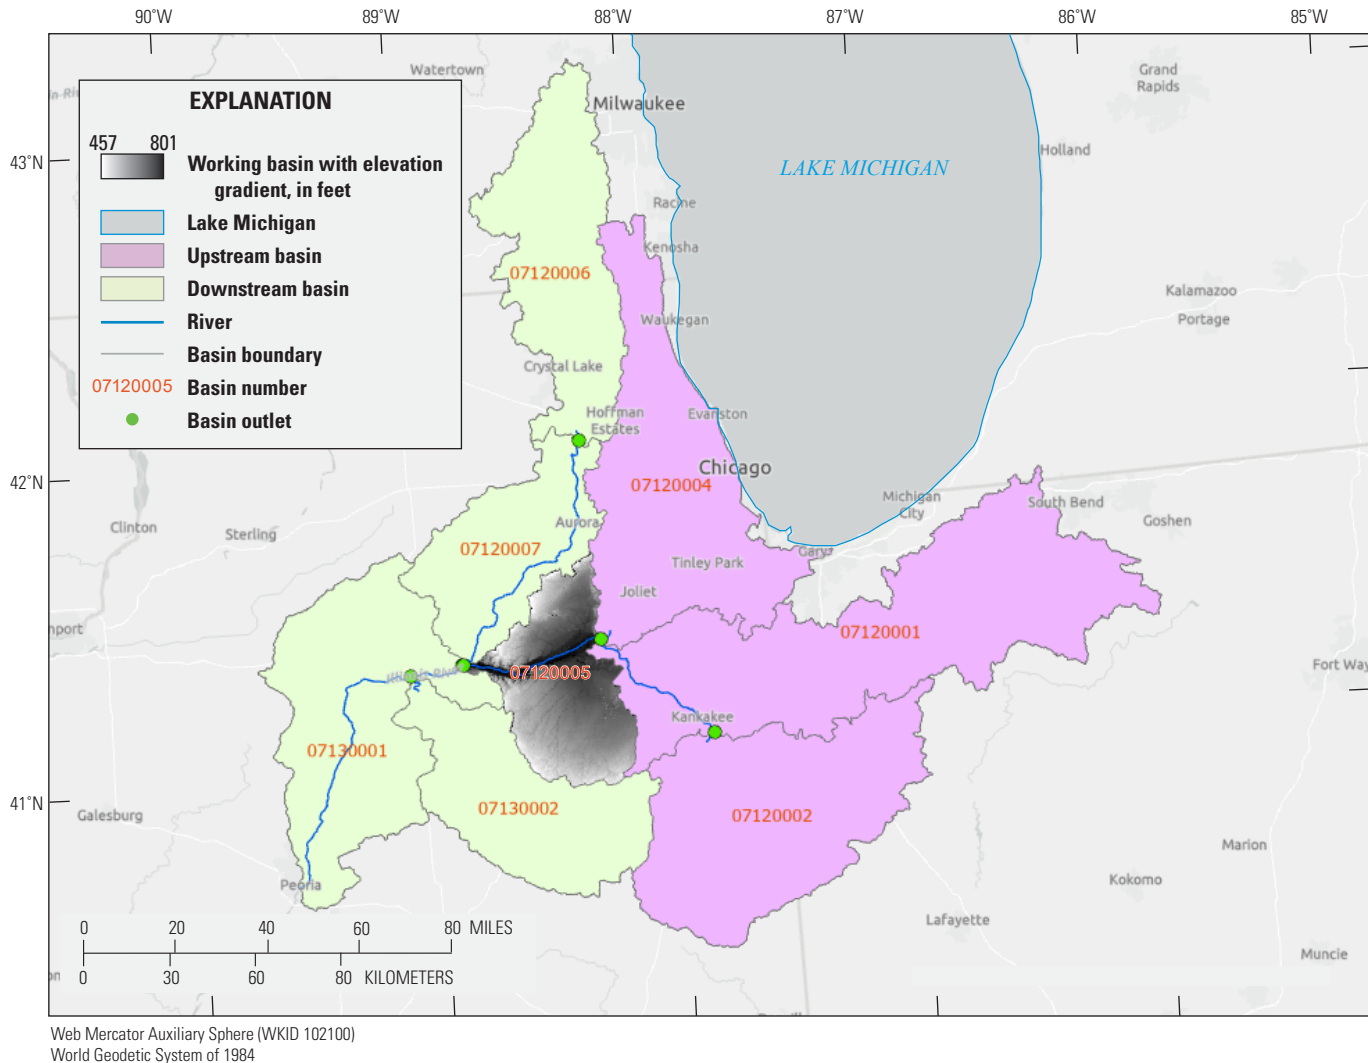 90°W 89°W 88°W 87°W 86°W 85°W
43°N
42°N
41°N
EXPLANATION
457 801
Working basin with elevation
gradient, in feet
Lake Michigan
Upstream basin
Downstream basin
River
Basin boundary
07120005 Basin number
Basin outlet
Watertown
Milwaukee
Grand
Rapids
Holland
LAKE MICHIGAN
Racine
Kenosha
07120006
Kalamazoo
Portage
Waukegan
Crystal Lake
Hoffman
Estates
Evanston
Chicago
07120004
Michigan
City
South Bend
Goshen
Clinton
Sterling
Aurora
07120007
Gary
Tinley Park
Joliet
07120001
nport
Fort Way
07120005
Illinois River
Kankakee
07130001
07130002
07120002
Galesburg
Marion
Kokomo
Peoria
Lafayette
Muncie
0 20 40 60 80 MILES
0 30 60 80 KILOMETERS
Web Mercator Auxiliary Sphere (WKID 102100)
World Geodetic System of 1984